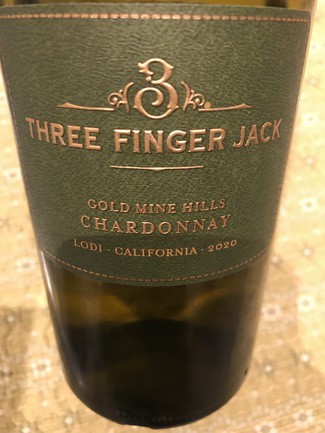 3
THREE FINGER JACK
GOLD MINE HILLS
CHARDONNAY
LODI · CALIFORNIA · 2020